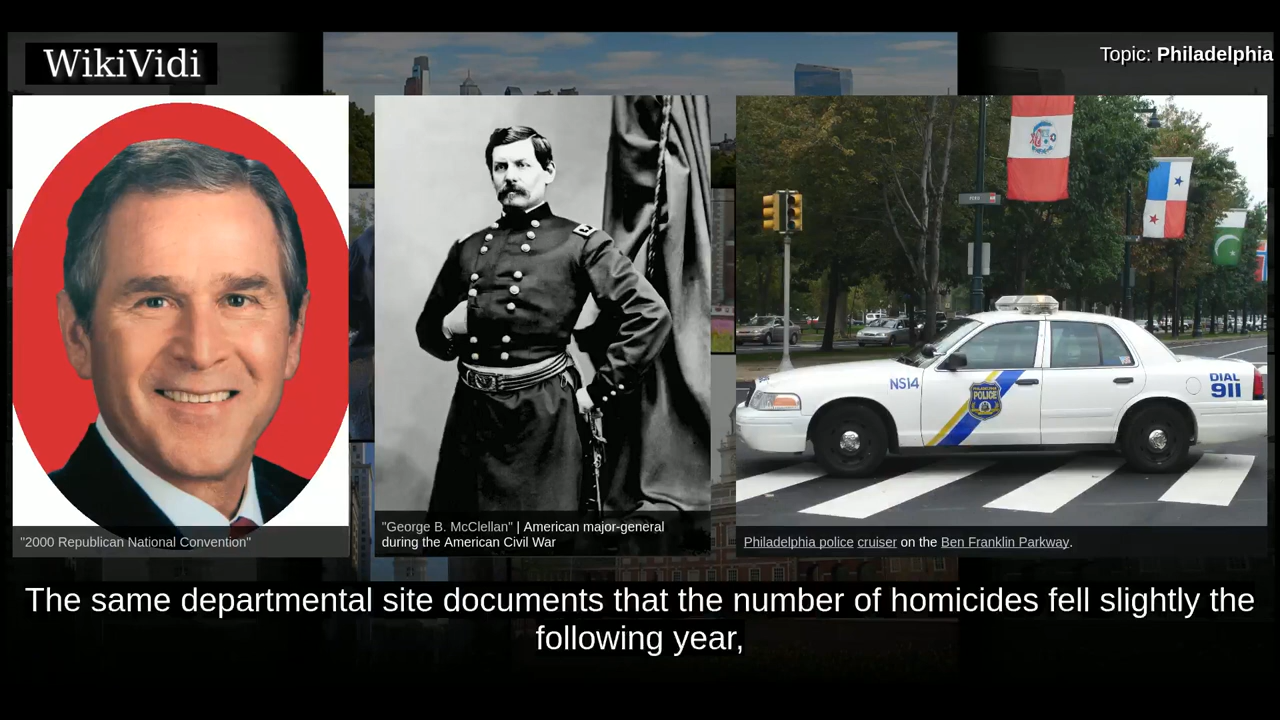 WikiVidi
Topic: Philadelphia
"2000 Republican National Convention"
"George B. McClellan" | American major-general
during the American Civil War
NS14
PHILADELPHIA
POLICE
DIAL
911
Philadelphia police cruiser on the Ben Franklin Parkway.
The same departmental site documents that the number of homicides fell slightly the
following year,